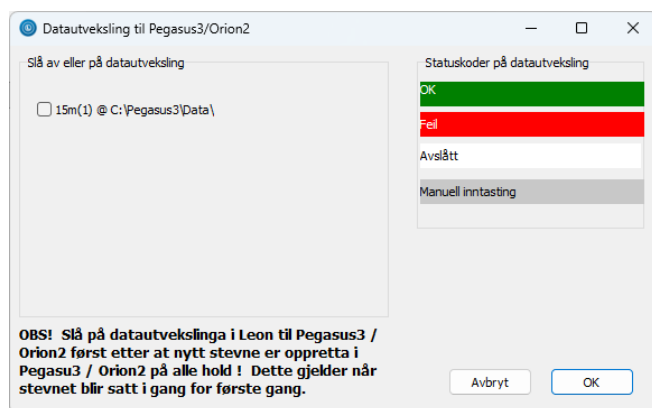 Datautveksling til Pegasus3/Orion2
Slå av eller på datautveksling
15m(1) @ C:\Pegasus3\Data\
Statuskoder på datautveksling
OK
Feil
Avslått
Manuell inntasting
OBS!  Slå på datautvekslinga i Leon til Pegasus3 /
Orion2 først etter at nytt stevne er oppretta i
Pegasu3 / Orion2 på alle hold !  Dette gjelder når
stevnet blir satt i gang for første gang.
Avbryt
OK